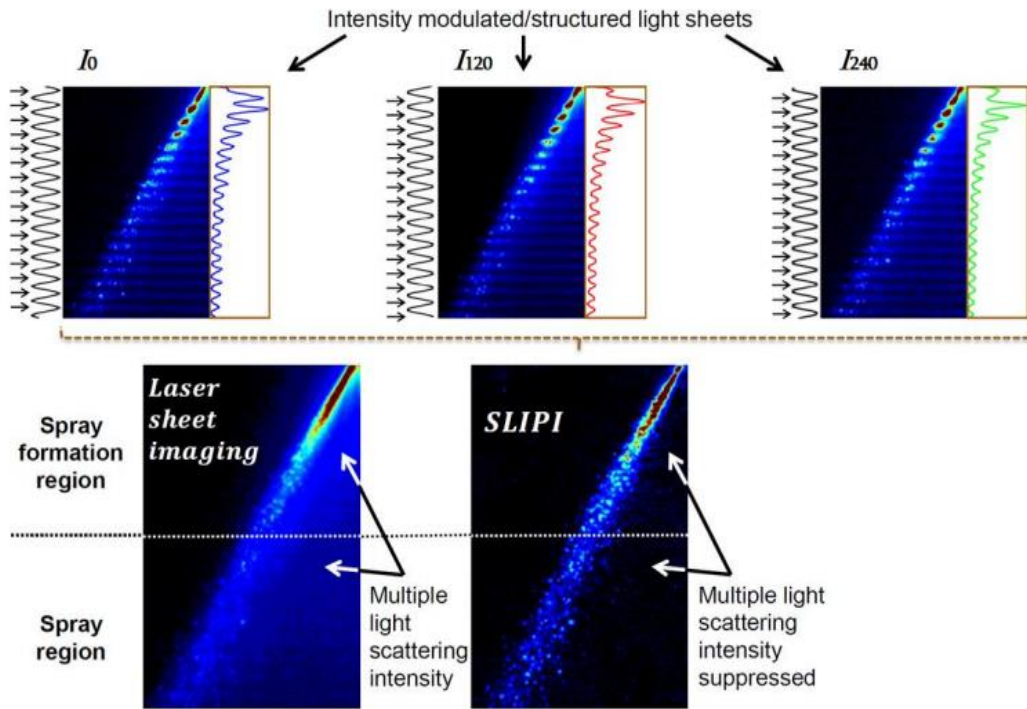 Intensity modulated/structured light sheets
I0
I120
I240
Laser
sheet
imaging
SLIPI
Spray
formation
region
Spray
region
Multiple
light
scattering
intensity
Multiple light
scattering
intensity
suppressed